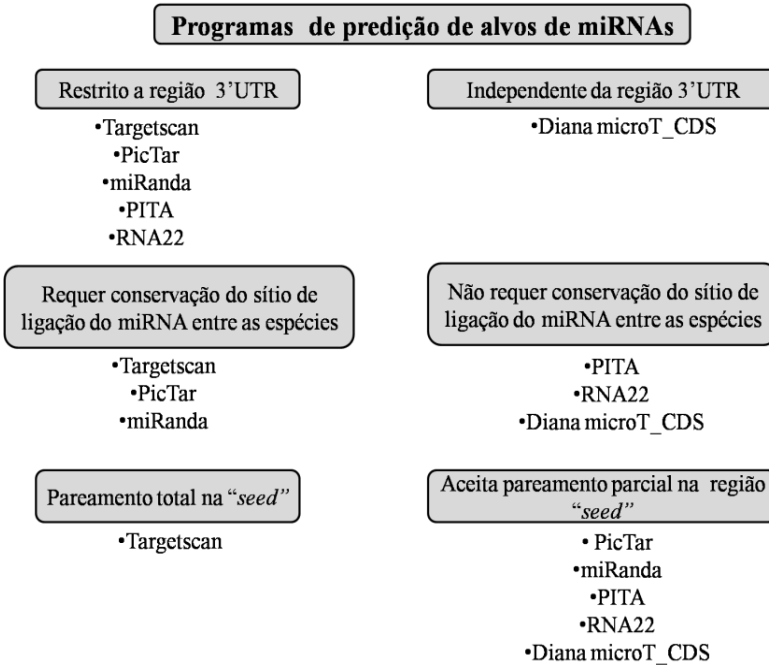 Programas de predição de alvos de miRNAs
Restrito a região 3’UTR
•Targetscan
•PicTar
•miRanda
•PITA
•RNA22
Independente da região 3’UTR
•Diana microT_CDS
Requer conservação do sítio de
ligação do miRNA entre as espécies
•Targetscan
•PicTar
•miRanda
Não requer conservação do sítio de
ligação do miRNA entre as espécies
•PITA
•RNA22
•Diana microT_CDS
Pareamento total na “seed”
•Targetscan
Aceita pareamento parcial na região
“seed”
• PicTar
•miRanda
•PITA
•RNA22
•Diana microT_CDS